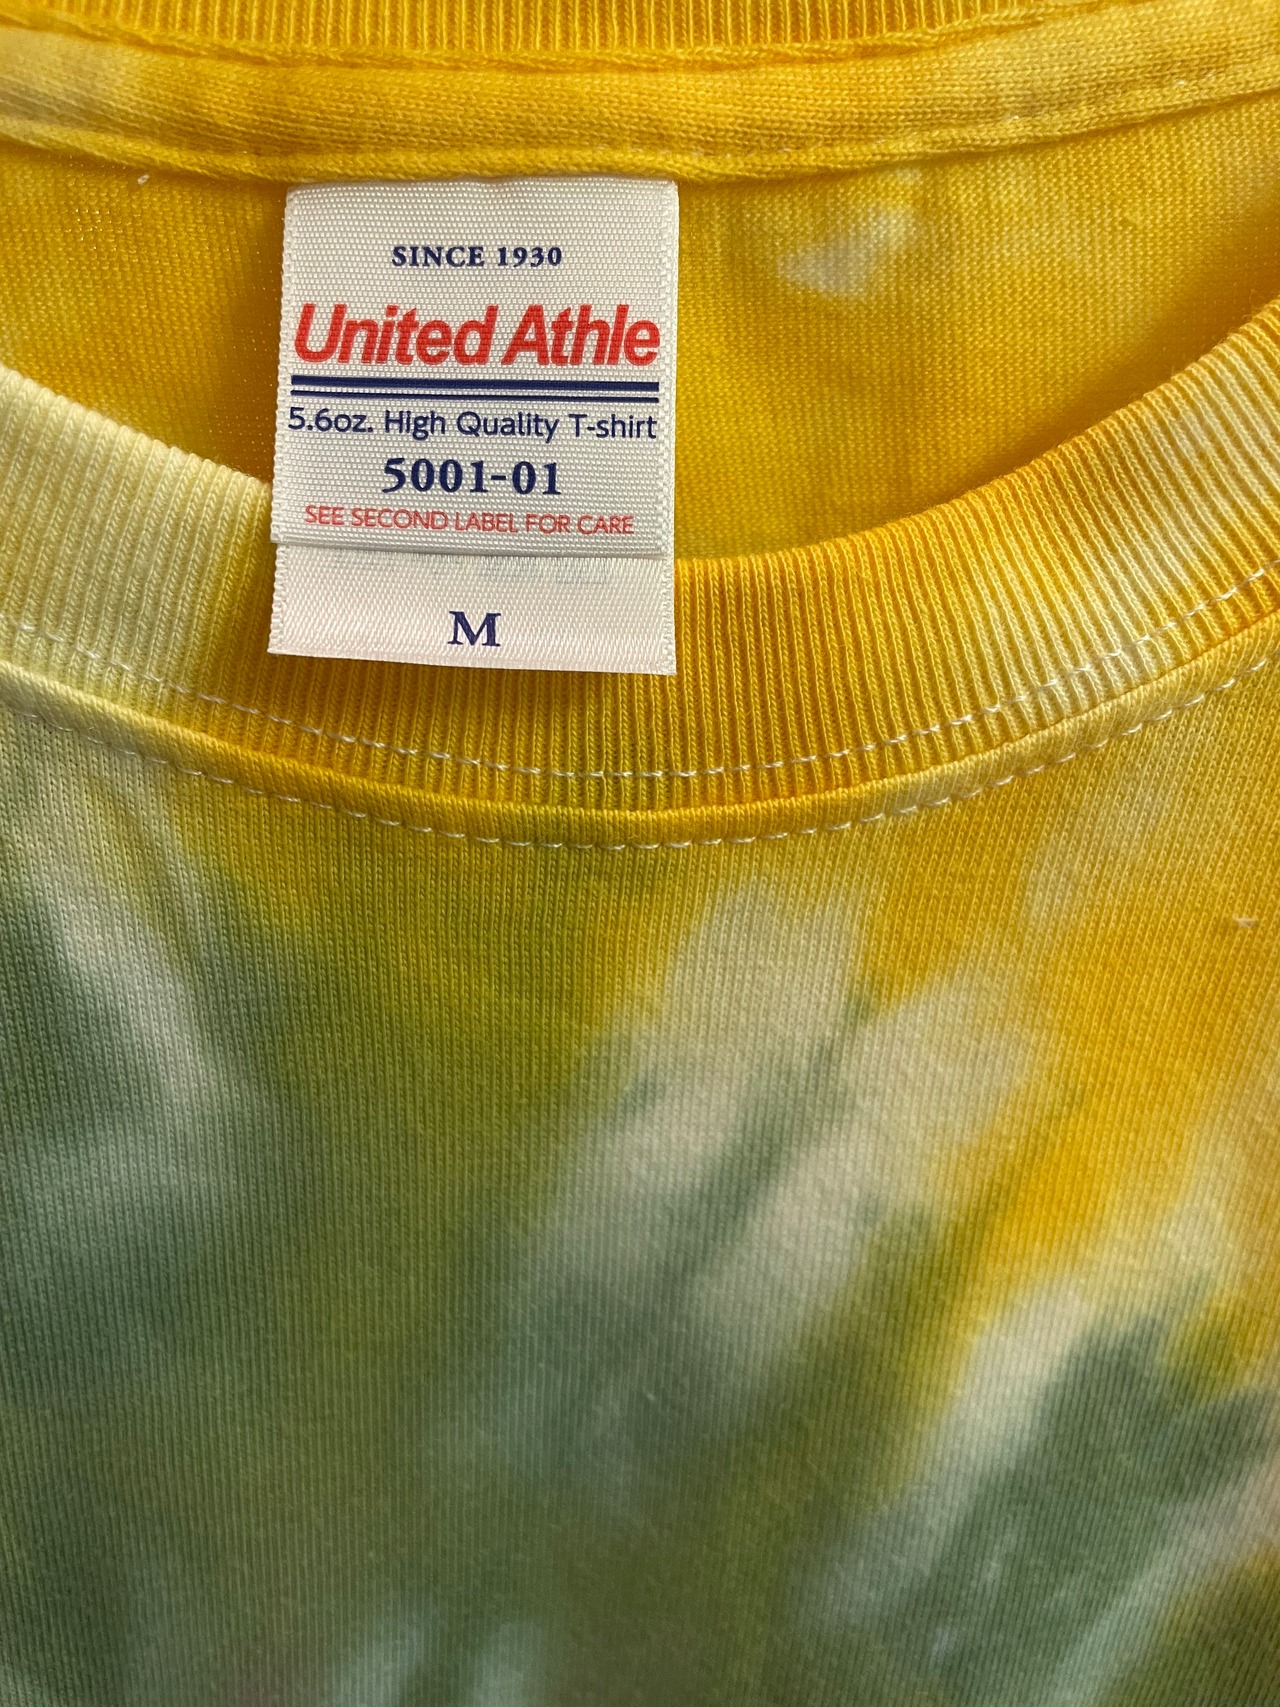 SINCE 1930
United Athle
5.6oz. High Quality T-shirt
5001-01
SEE SECOND LABEL FOR CARE
M